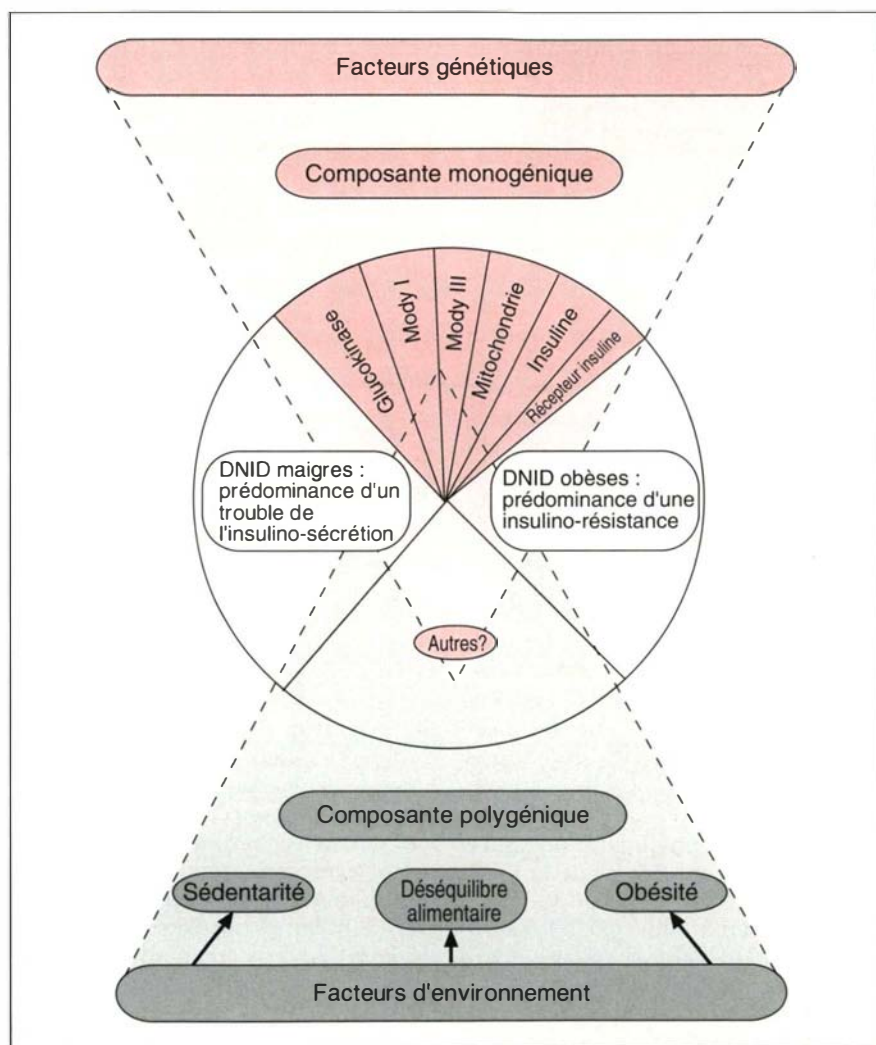 Facteurs génétiques
Composante monogénique
Glucokinase
Mody I
Mody III
Mitochondrie
Insuline
Récepteur insuline
DNID maigres :
prédominance d'un
trouble de
l'insulino-sécrétion
DNID obèses :
prédominance d'une
insulino-résistance
Autres?
Composante polygénique
Sédentarité
Déséquilibre
alimentaire
Obésité
Facteurs d'environnement